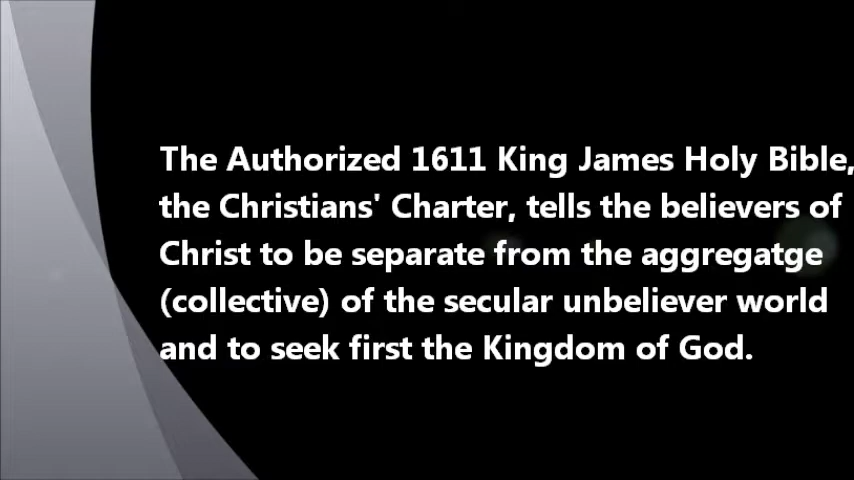 The Authorized 1611 King James Holy Bible,
the Christians' Charter, tells the believers of
Christ to be separate from the aggregatge
(collective) of the secular unbeliever world
and to seek first the Kingdom of God.